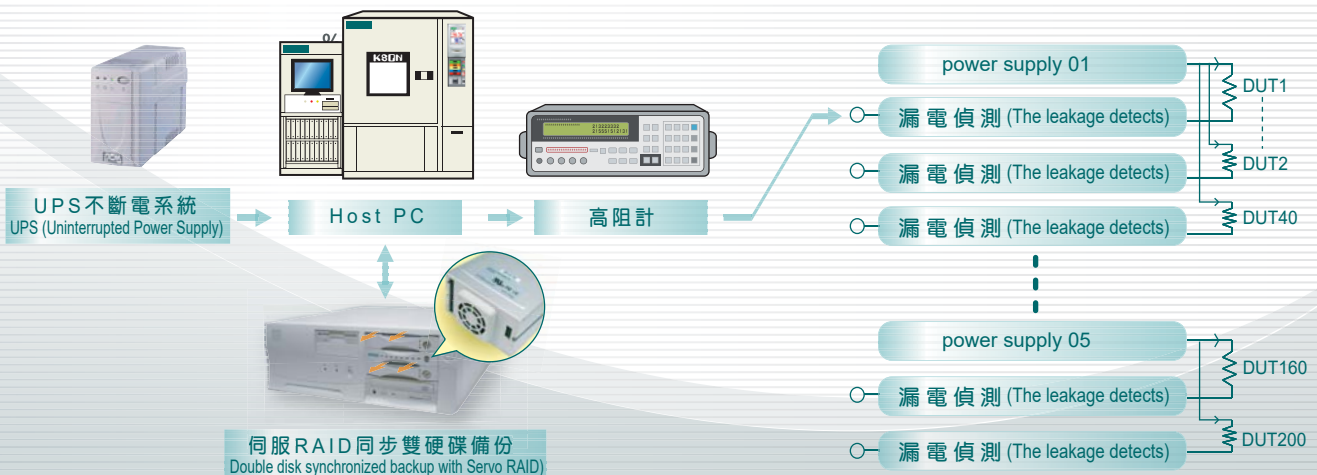 KSON
212222222
power supply 01
DUT1
漏電偵測 (The leakage detects)
漏電偵測 (The leakage detects)
DUT2
漏電偵測 (The leakage detects)
DUT40
UPS不斷電系統
UPS (Uninterrupted Power Supply)
Host PC
高阻計
power supply 05
DUT160
漏電偵測 (The leakage detects)
漏電偵測 (The leakage detects)
DUT200
伺服RAID同步雙硬碟備份
Double disk synchronized backup with Servo RAID)